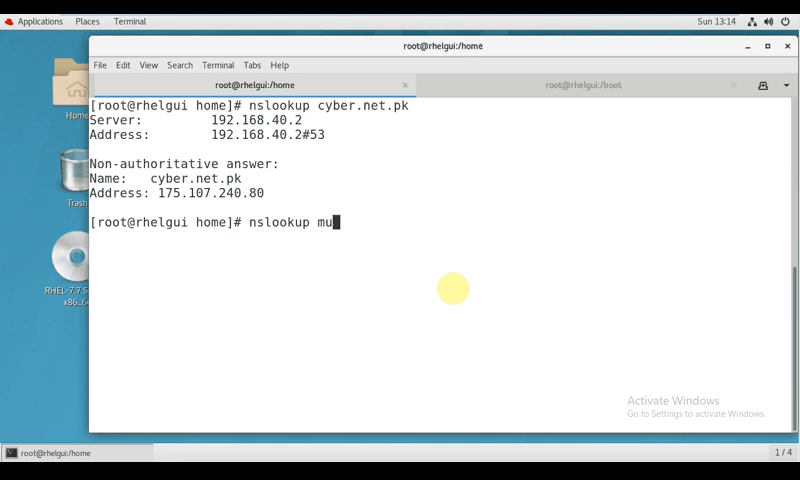 Applications Places Terminal Sun 13:14
root@rhelgui:/home
File Edit View Search Terminal Tabs Help
root@rhelgui:/home × root@rhelgui:/boot ×
[root@rhelgui home]# nslookup cyber.net.pk
Server: 192.168.40.2
Address: 192.168.40.2#53
Non-authoritative answer:
Name: cyber.net.pk
Address: 175.107.240.80
[root@rhelgui home]# nslookup mu
Home
Trash
RHEL-7.7 S
x86_64
Activate Windows
Go to Settings to activate Windows.
root@rhelgui:/home 1 / 4